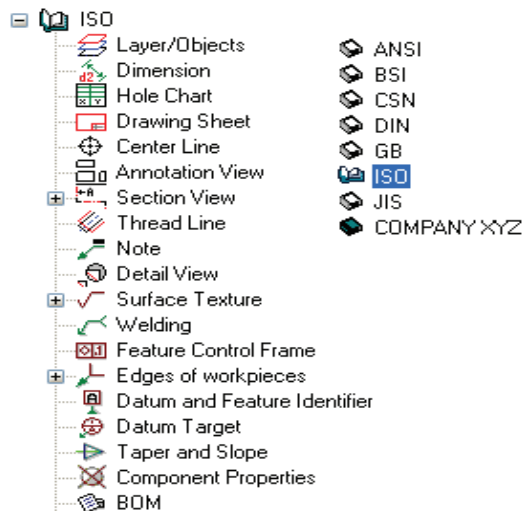 ISO
Layer/Objects
Dimension
Hole Chart
Drawing Sheet
Center Line
Annotation View
Section View
Thread Line
Note
Detail View
Surface Texture
Welding
Feature Control Frame
Edges of workpieces
Datum and Feature Identifier
Datum Target
Taper and Slope
Component Properties
BOM
ANSI
BSI
CSN
DIN
GB
ISO
JIS
COMPANY XYZ